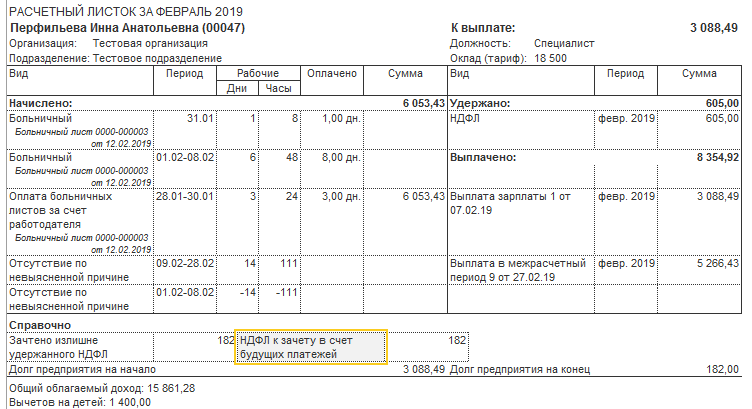 РАСЧЕТНЫЙ ЛИСТОК ЗА ФЕВРАЛЬ 2019
Перфильева Инна Анатольевна (00047) К выплате: 3 088,49
Организация: Тестовая организация Должность: Специалист
Подразделение: Тестовое подразделение Оклад (тариф): 18 500
Вид Период Рабочие Оплачено Сумма Вид Период Сумма
Дни Часы
Начислено: 6 053,43 Удержано: 605,00
Больничный 31.01 1 8 1,00 дн. НДФЛ февр. 2019 605,00
Больничный лист 0000-000003
от 12.02.2019
Больничный 01.02-08.02 6 48 8,00 дн. Выплачено: 8 354,92
Больничный лист 0000-000003
от 12.02.2019
Оплата больничных 28.01-30.01 3 24 3,00 дн. 6 053,43 Выплата зарплаты 1 от февр. 2019 3 088,49
листов за счет 07.02.19
работодателя
Больничный лист 0000-000003
от 12.02.2019
Отсутствие по 09.02-28.02 14 111 Выплата в межрасчетный февр. 2019 5 266,43
невыясненной причине период 9 от 27.02.19
Отсутствие по 01.02-08.02 -14 -111
невыясненной причине
Справочно
Зачтено излишне 182 НДФЛ к зачету в счет 182
удержанного НДФЛ будущих платежей
Долг предприятия на начало 3 088,49 Долг предприятия на конец 182,00
Общий облагаемый доход: 15 861,28
Вычетов на детей: 1 400,00